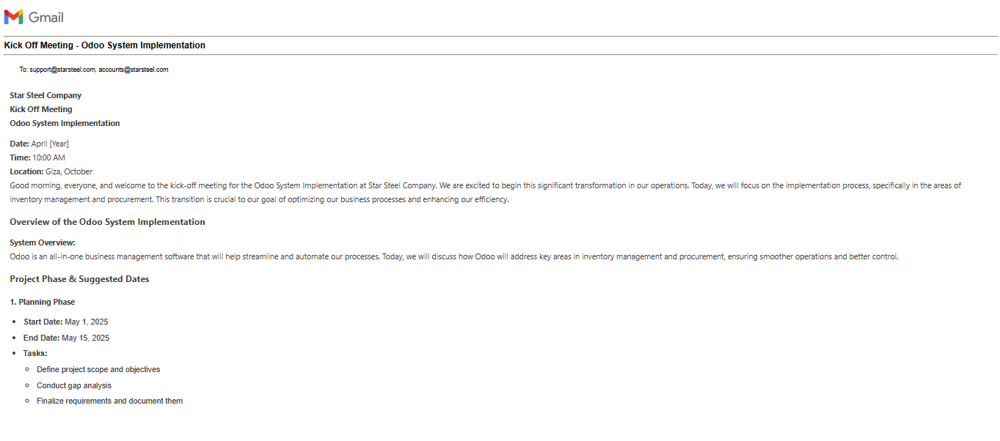 Gmail
Kick Off Meeting - Odoo System Implementation
To: support@starsteel.com, accounts@starsteel.com
Star Steel Company
Kick Off Meeting
Odoo System Implementation
Date: April [Year]
Time: 10:00 AM
Location: Giza, October
Good morning, everyone, and welcome to the kick-off meeting for the Odoo System Implementation at Star Steel Company. We are excited to begin this significant transformation in our operations. Today, we will focus on the implementation process, specifically in the areas of
inventory management and procurement. This transition is crucial to our goal of optimizing our business processes and enhancing our efficiency.
Overview of the Odoo System Implementation
System Overview:
Odoo is an all-in-one business management software that will help streamline and automate our processes. Today, we will discuss how Odoo will address key areas in inventory management and procurement, ensuring smoother operations and better control.
Project Phase & Suggested Dates
1. Planning Phase
• Start Date: May 1, 2025
• End Date: May 15, 2025
• Tasks:
○ Define project scope and objectives
○ Conduct gap analysis
○ Finalize requirements and document them